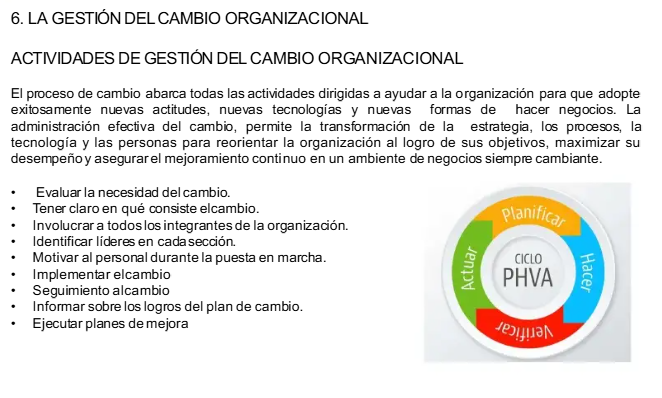 6. LA GESTIÓN DEL CAMBIO ORGANIZACIONAL
ACTIVIDADES DE GESTIÓN DEL CAMBIO ORGANIZACIONAL
El proceso de cambio abarca todas las actividades dirigidas a ayudar a la organización para que adopte
exitosamente nuevas actitudes, nuevas tecnologías y nuevas formas de hacer negocios. La
administración efectiva del cambio, permite la transformación de la estrategia, los procesos, la
tecnología y las personas para reorientar la organización al logro de sus objetivos, maximizar su
desempeño y asegurar el mejoramiento continuo en un ambiente de negocios siempre cambiante.
• Evaluar la necesidad del cambio.
• Tener claro en qué consiste elcambio.
• Involucrar a todos los integrantes de la organización.
• Identificar líderes en cada sección.
• Motivar al personal durante la puesta en marcha.
• Implementar el cambio
• Seguimiento al cambio
• Informar sobre los logros del plan de cambio.
• Ejecutar planes de mejora
Planificar
Hacer
Verificar
Actuar
CICLO
PHVA